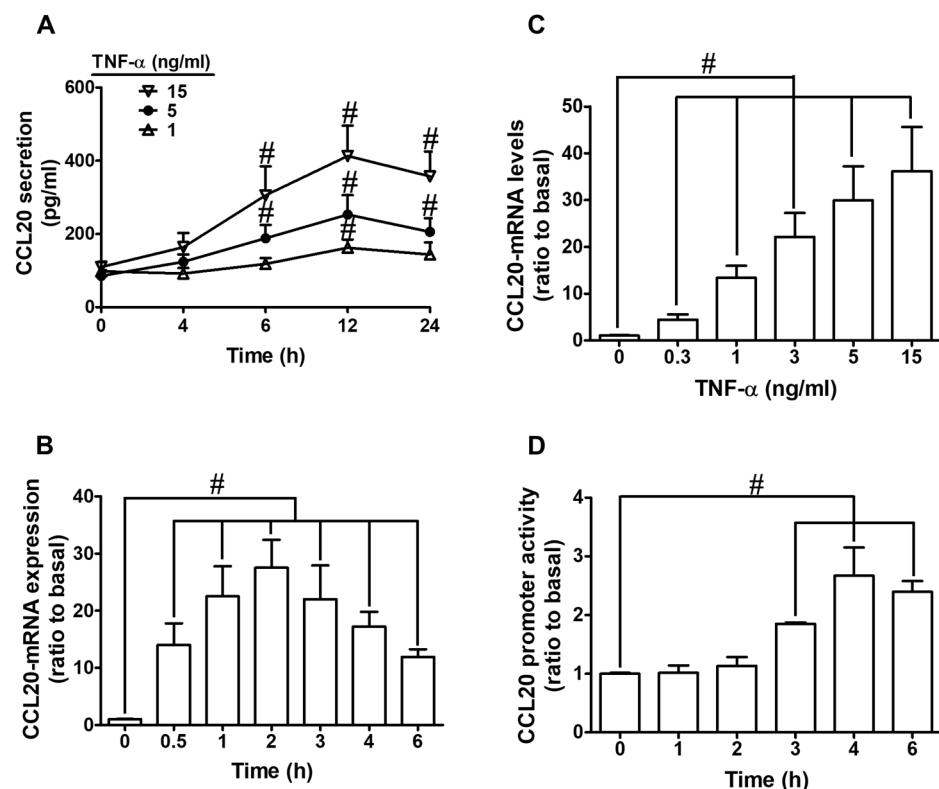 A
TNF-α (ng/ml)
15
5
1
CCL20 secretion
(pg/ml)
600
400
200
0
# # #
# # #
#
0 4 6 12 24
Time (h)
C
#
CCL20-mRNA levels
(ratio to basal)
50
40
30
20
10
0
0 0.3 1 3 5 15
TNF-α (ng/ml)
B
#
CCL20-mRNA expression
(ratio to basal)
40
30
20
10
0
0 0.5 1 2 3 4 6
Time (h)
D
#
CCL20 promoter activity
(ratio to basal)
4
3
2
1
0
0 1 2 3 4 6
Time (h)